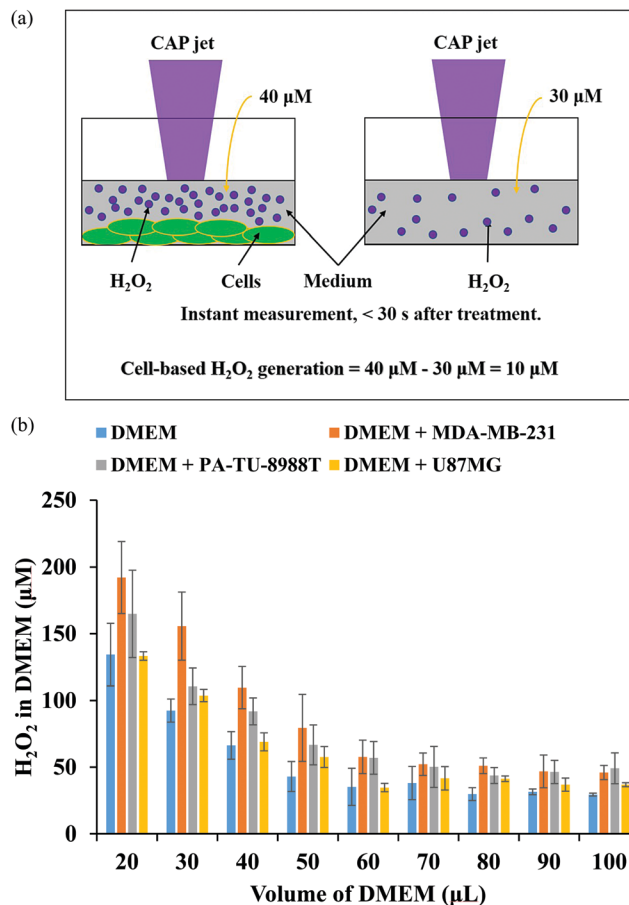 (a)
CAP jet CAP jet
40 μM 30 μM
H₂O₂ Cells Medium H₂O₂
Instant measurement, < 30 s after treatment.
Cell-based H₂O₂ generation = 40 μM - 30 μM = 10 μM
(b)
DMEM DMEM + MDA-MB-231
DMEM + PA-TU-8988T DMEM + U87MG
H₂O₂ in DMEM (μM)
250
200
150
100
50
0
20 30 40 50 60 70 80 90 100
Volume of DMEM (μL)